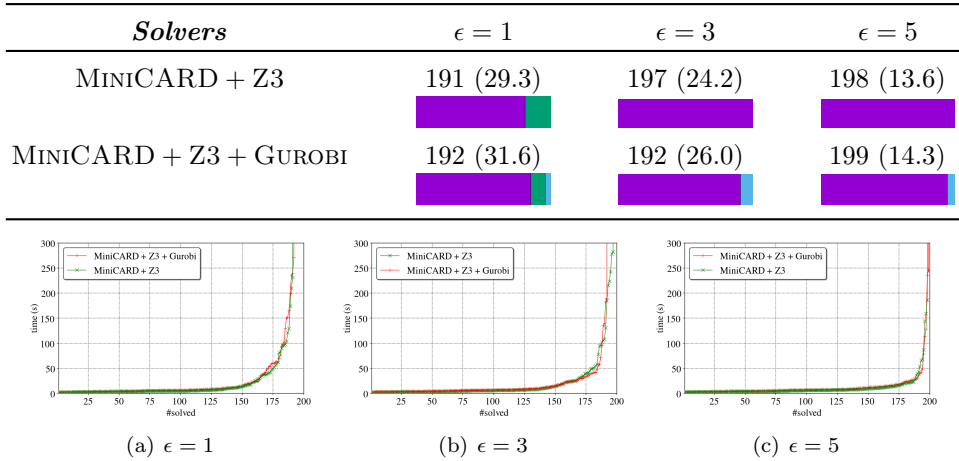 Solvers ϵ = 1 ϵ = 3 ϵ = 5
MINICARD + Z3 191 (29.3) 197 (24.2) 198 (13.6)
MINICARD + Z3 + GUROBI 192 (31.6) 192 (26.0) 199 (14.3)
300
250
200
150
100
50
0
time (s)
MiniCARD + Z3 + Gurobi
MiniCARD + Z3
25 50 75 100 125 150 175 200
#solved
(a) ϵ = 1
300
250
200
150
100
50
0
time (s)
MiniCARD + Z3
MiniCARD + Z3 + Gurobi
25 50 75 100 125 150 175 200
#solved
(b) ϵ = 3
300
250
200
150
100
50
0
time (s)
MiniCARD + Z3 + Gurobi
MiniCARD + Z3
25 50 75 100 125 150 175 200
#solved
(c) ϵ = 5